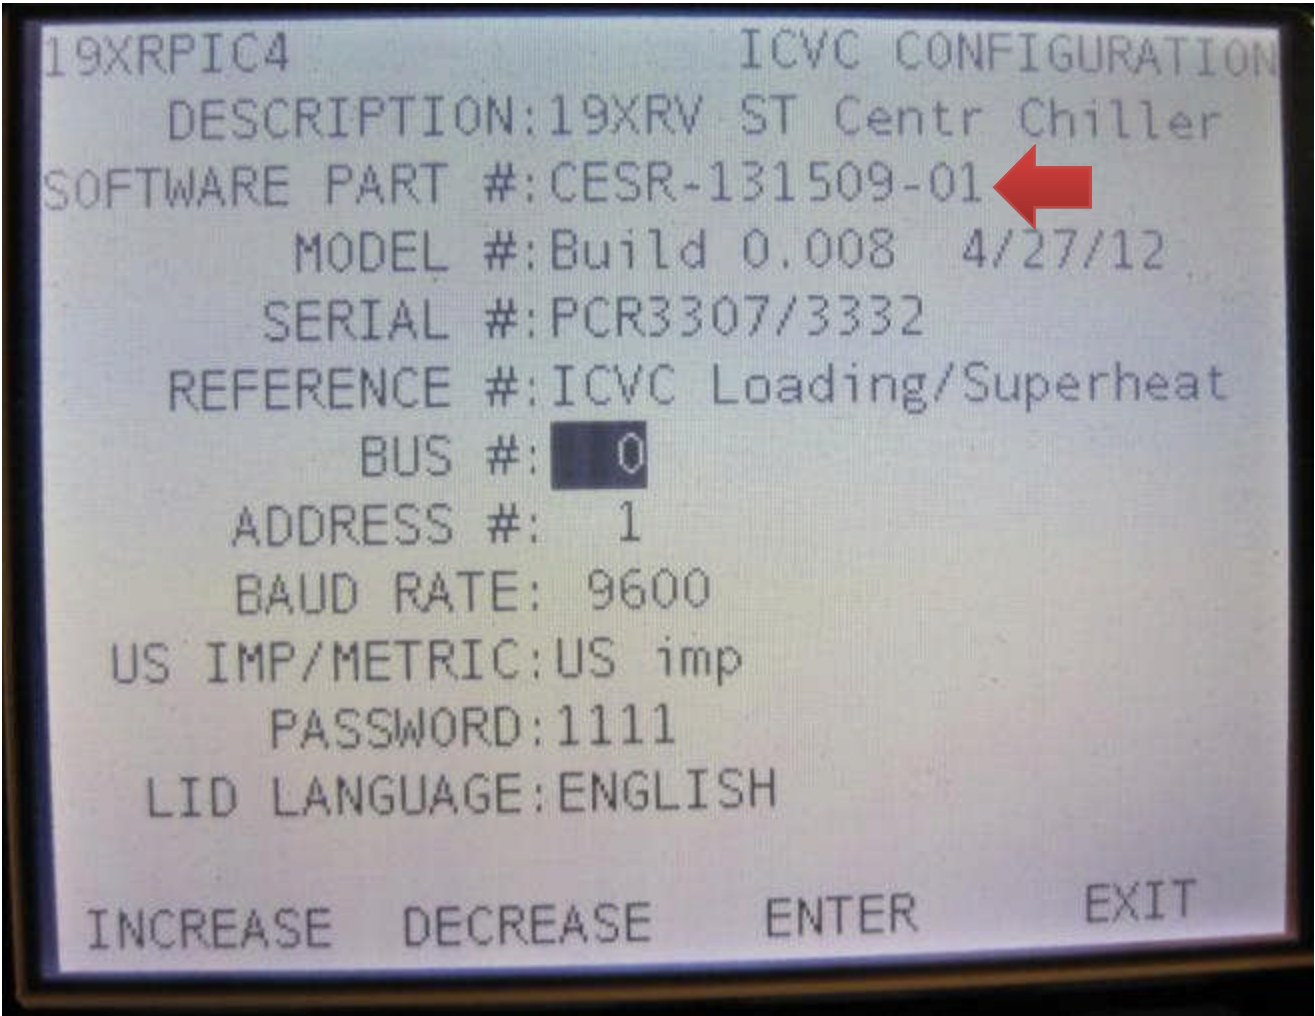 19XRPIC4 ICVC CONFIGURATION
DESCRIPTION:19XRV ST Centr Chiller
SOFTWARE PART #:CESR-131509-01
MODEL #:Build 0.008 4/27/12
SERIAL #:PCR3307/3332
REFERENCE #:ICVC Loading/Superheat
BUS #: 0
ADDRESS #: 1
BAUD RATE: 9600
US IMP/METRIC:US imp
PASSWORD:1111
LID LANGUAGE:ENGLISH
INCREASE DECREASE ENTER EXIT